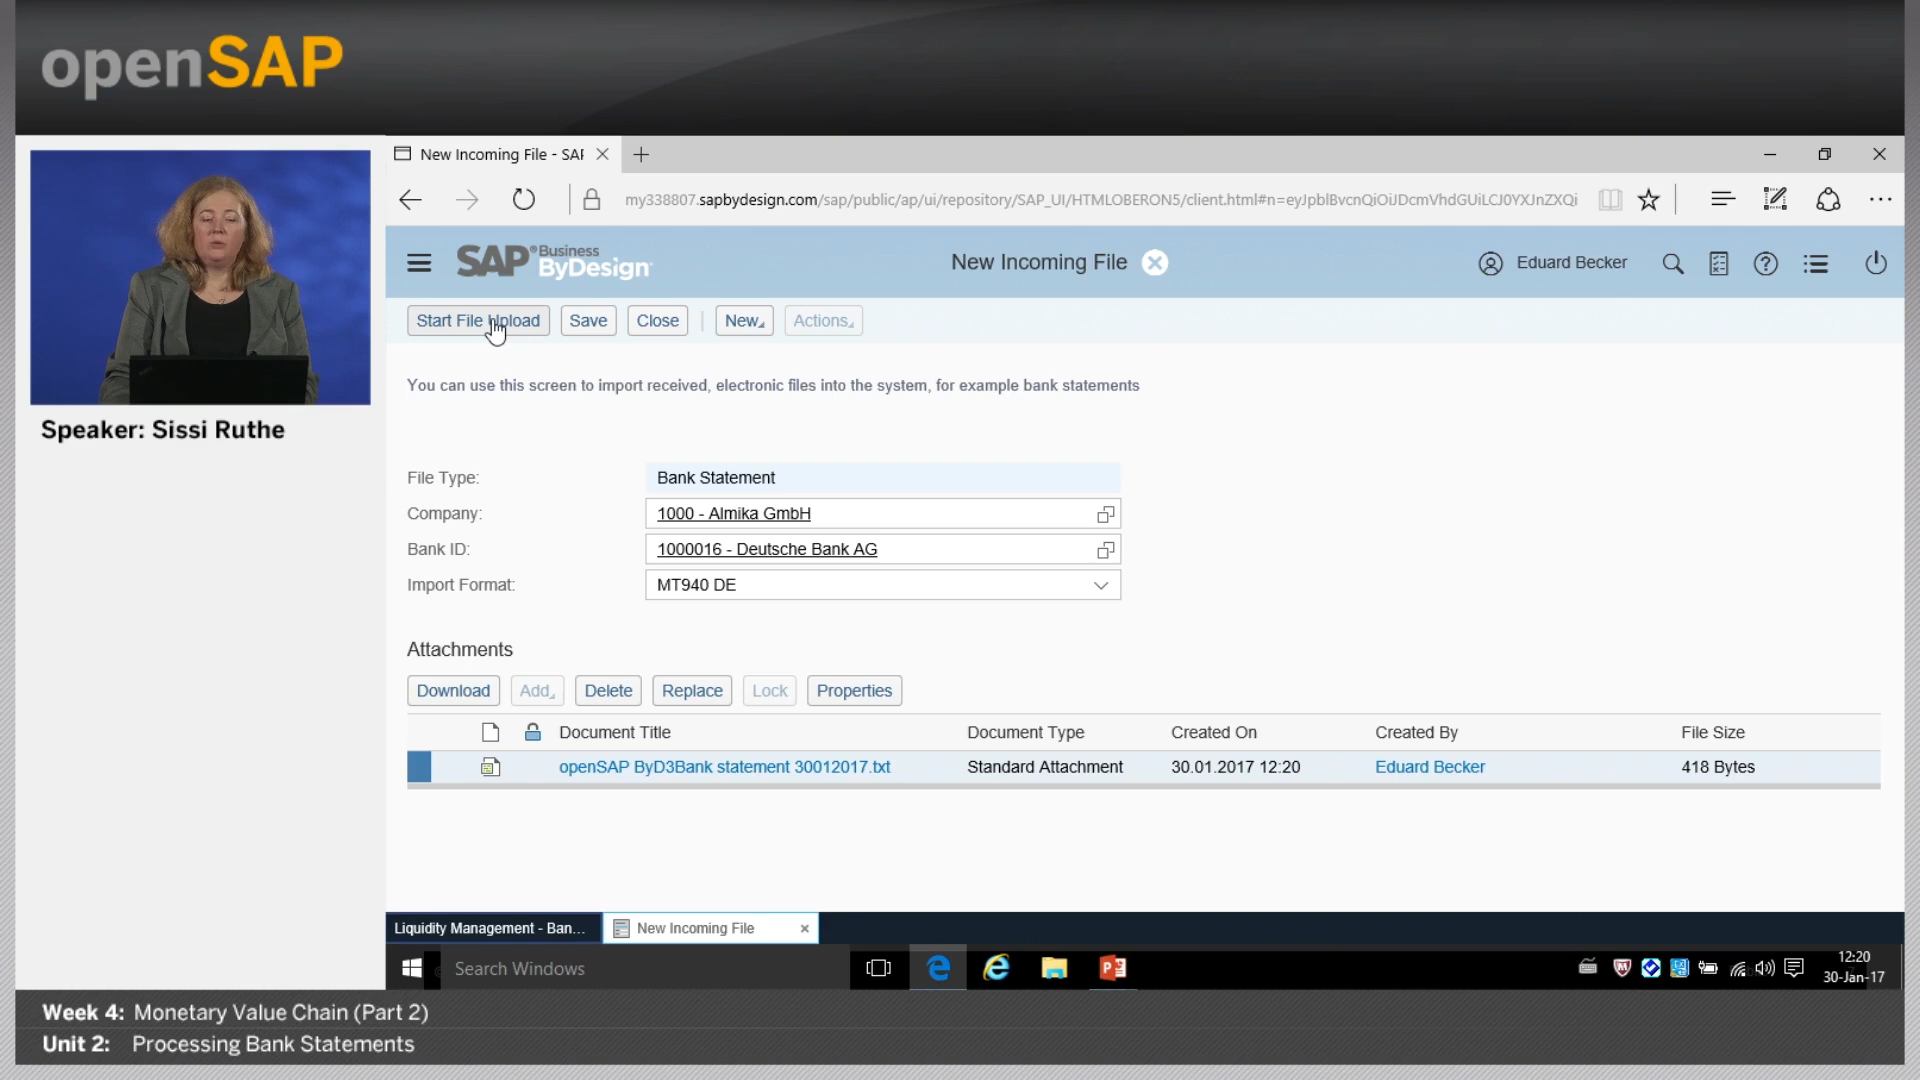 openSAP
Speaker: Sissi Ruthe
New Incoming File - SAF
my338807.sapbydesign.com/sap/public/ap/ui/repository/SAP_UI/HTMLOBERON5/client.html#n=eyJpblBvcnQiOiJDcmVhdGUiLCJ0YXJnZXQi
SAP® Business ByDesign
New Incoming File
Eduard Becker
Start File Upload Save Close New Actions
You can use this screen to import received, electronic files into the system, for example bank statements
File Type: Bank Statement
Company: 1000 - Almika GmbH
Bank ID: 1000016 - Deutsche Bank AG
Import Format: MT940 DE
Attachments
Download Add Delete Replace Lock Properties
Document Title Document Type Created On Created By File Size
openSAP ByD3Bank statement 30012017.txt Standard Attachment 30.01.2017 12:20 Eduard Becker 418 Bytes
Liquidity Management - Ban... New Incoming File
Search Windows
12:20
30-Jan-17
Week 4: Monetary Value Chain (Part 2)
Unit 2: Processing Bank Statements